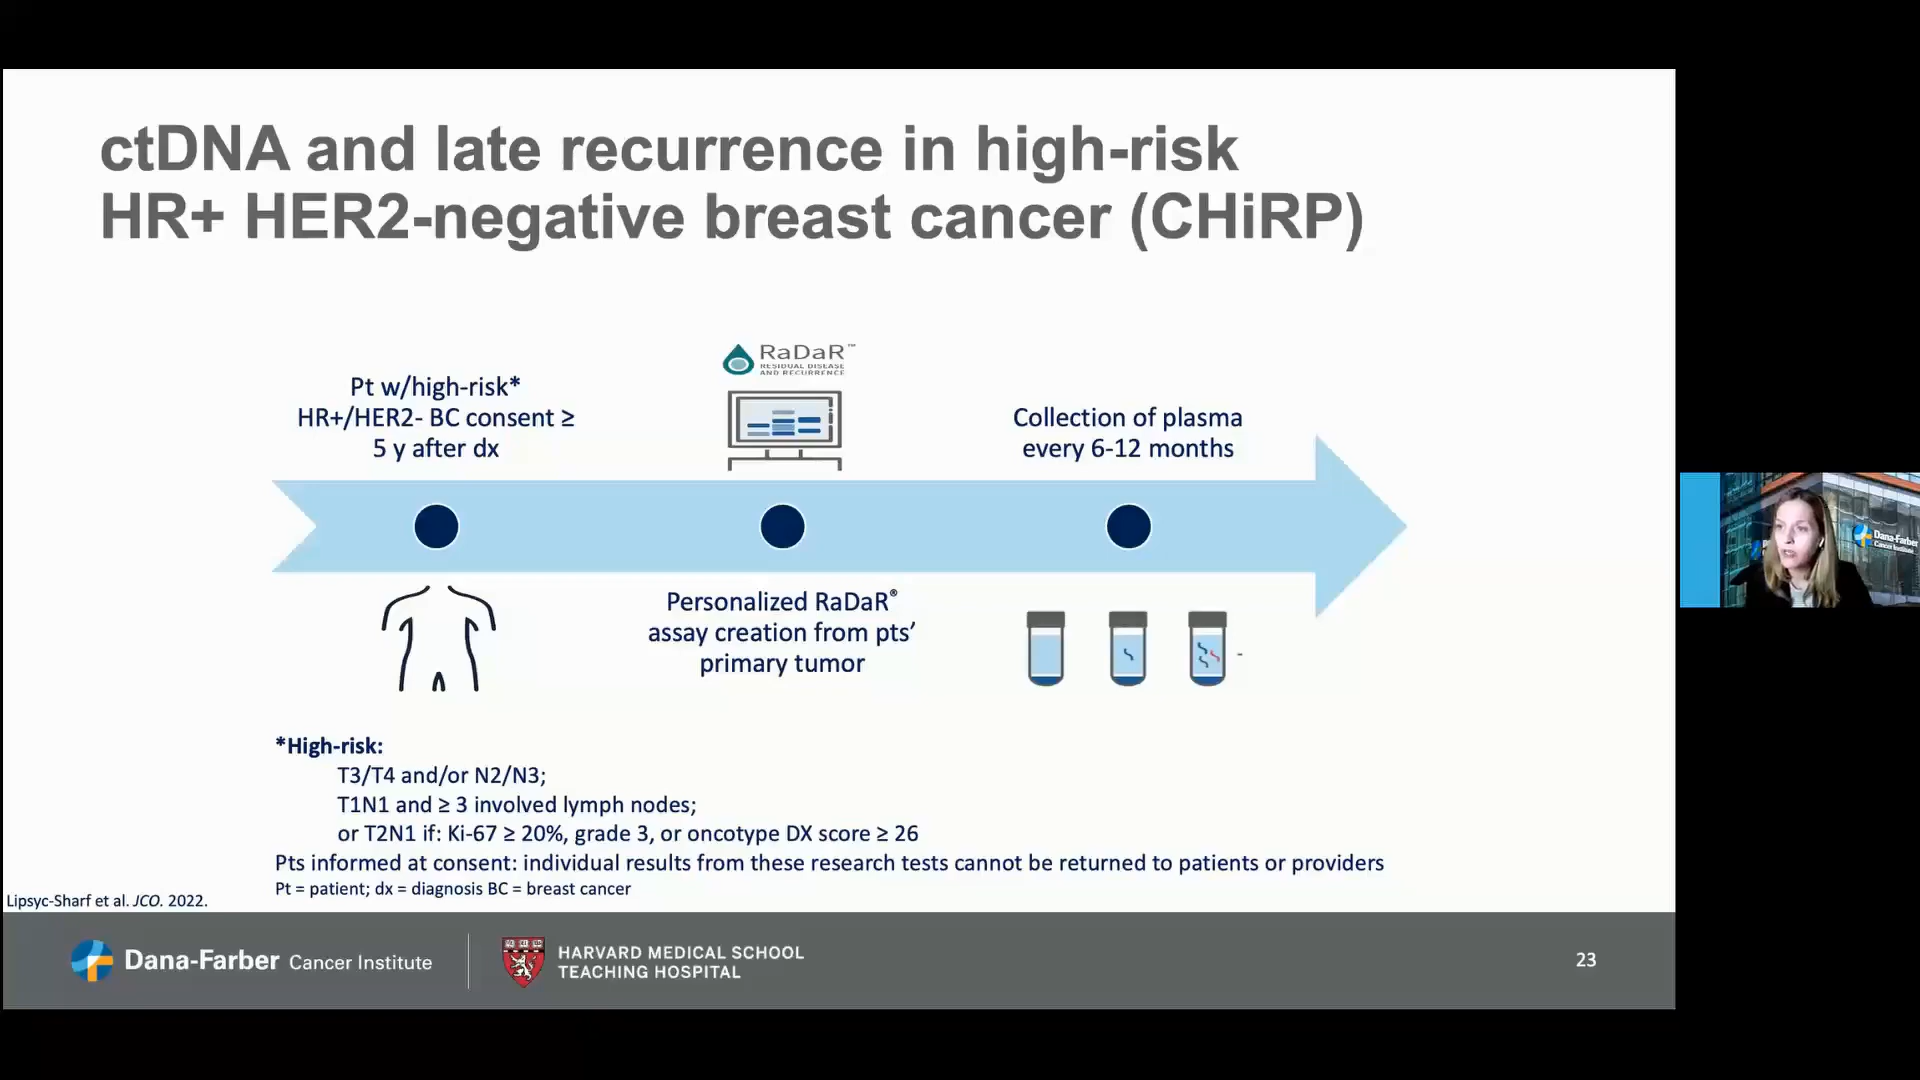 ctDNA and late recurrence in high-risk
HR+ HER2-negative breast cancer (CHiRP)
Pt w/high-risk*
HR+/HER2- BC consent ≥
5 y after dx
RaDaR™
RESIDUAL DISEASE
AND RECURRENCE
Collection of plasma
every 6-12 months
Personalized RaDaR®
assay creation from pts’
primary tumor
*High-risk:
T3/T4 and/or N2/N3;
T1N1 and ≥ 3 involved lymph nodes;
or T2N1 if: Ki-67 ≥ 20%, grade 3, or oncotype DX score ≥ 26
Pts informed at consent: individual results from these research tests cannot be returned to patients or providers
Pt = patient; dx = diagnosis BC = breast cancer
Lipsyc-Sharf et al. JCO. 2022.
Dana-Farber Cancer Institute
HARVARD MEDICAL SCHOOL
TEACHING HOSPITAL
23
Dana-Farber
Cancer Institute